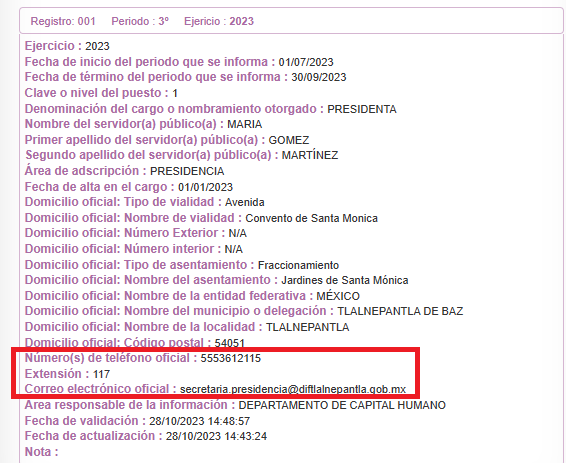 Registro: 001 Periodo : 3º Ejericio : 2023
Ejercicio : 2023
Fecha de inicio del periodo que se informa : 01/07/2023
Fecha de término del periodo que se informa : 30/09/2023
Clave o nivel del puesto : 1
Denominación del cargo o nombramiento otorgado : PRESIDENTA
Nombre del servidor(a) público(a) : MARIA
Primer apellido del servidor(a) público(a) : GOMEZ
Segundo apellido del servidor(a) público(a) : MARTÍNEZ
Área de adscripción : PRESIDENCIA
Fecha de alta en el cargo : 01/01/2023
Domicilio oficial: Tipo de vialidad : Avenida
Domicilio oficial: Nombre de vialidad : Convento de Santa Monica
Domicilio oficial: Número Exterior : N/A
Domicilio oficial: Número interior : N/A
Domicilio oficial: Tipo de asentamiento : Fraccionamiento
Domicilio oficial: Nombre del asentamiento : Jardines de Santa Mónica
Domicilio oficial: Nombre de la entidad federativa : MÉXICO
Domicilio oficial: Nombre del municipio o delegación : TLALNEPANTLA DE BAZ
Domicilio oficial: Nombre de la localidad : TLALNEPANTLA
Domicilio oficial: Código postal : 54051
Número(s) de teléfono oficial : 5553612115
Extensión : 117
Correo electrónico oficial : secretaria.presidencia@diftlalnepantla.gob.mx
Área responsable de la información : DEPARTAMENTO DE CAPITAL HUMANO
Fecha de validación : 28/10/2023 14:48:57
Fecha de actualización : 28/10/2023 14:43:24
Nota :